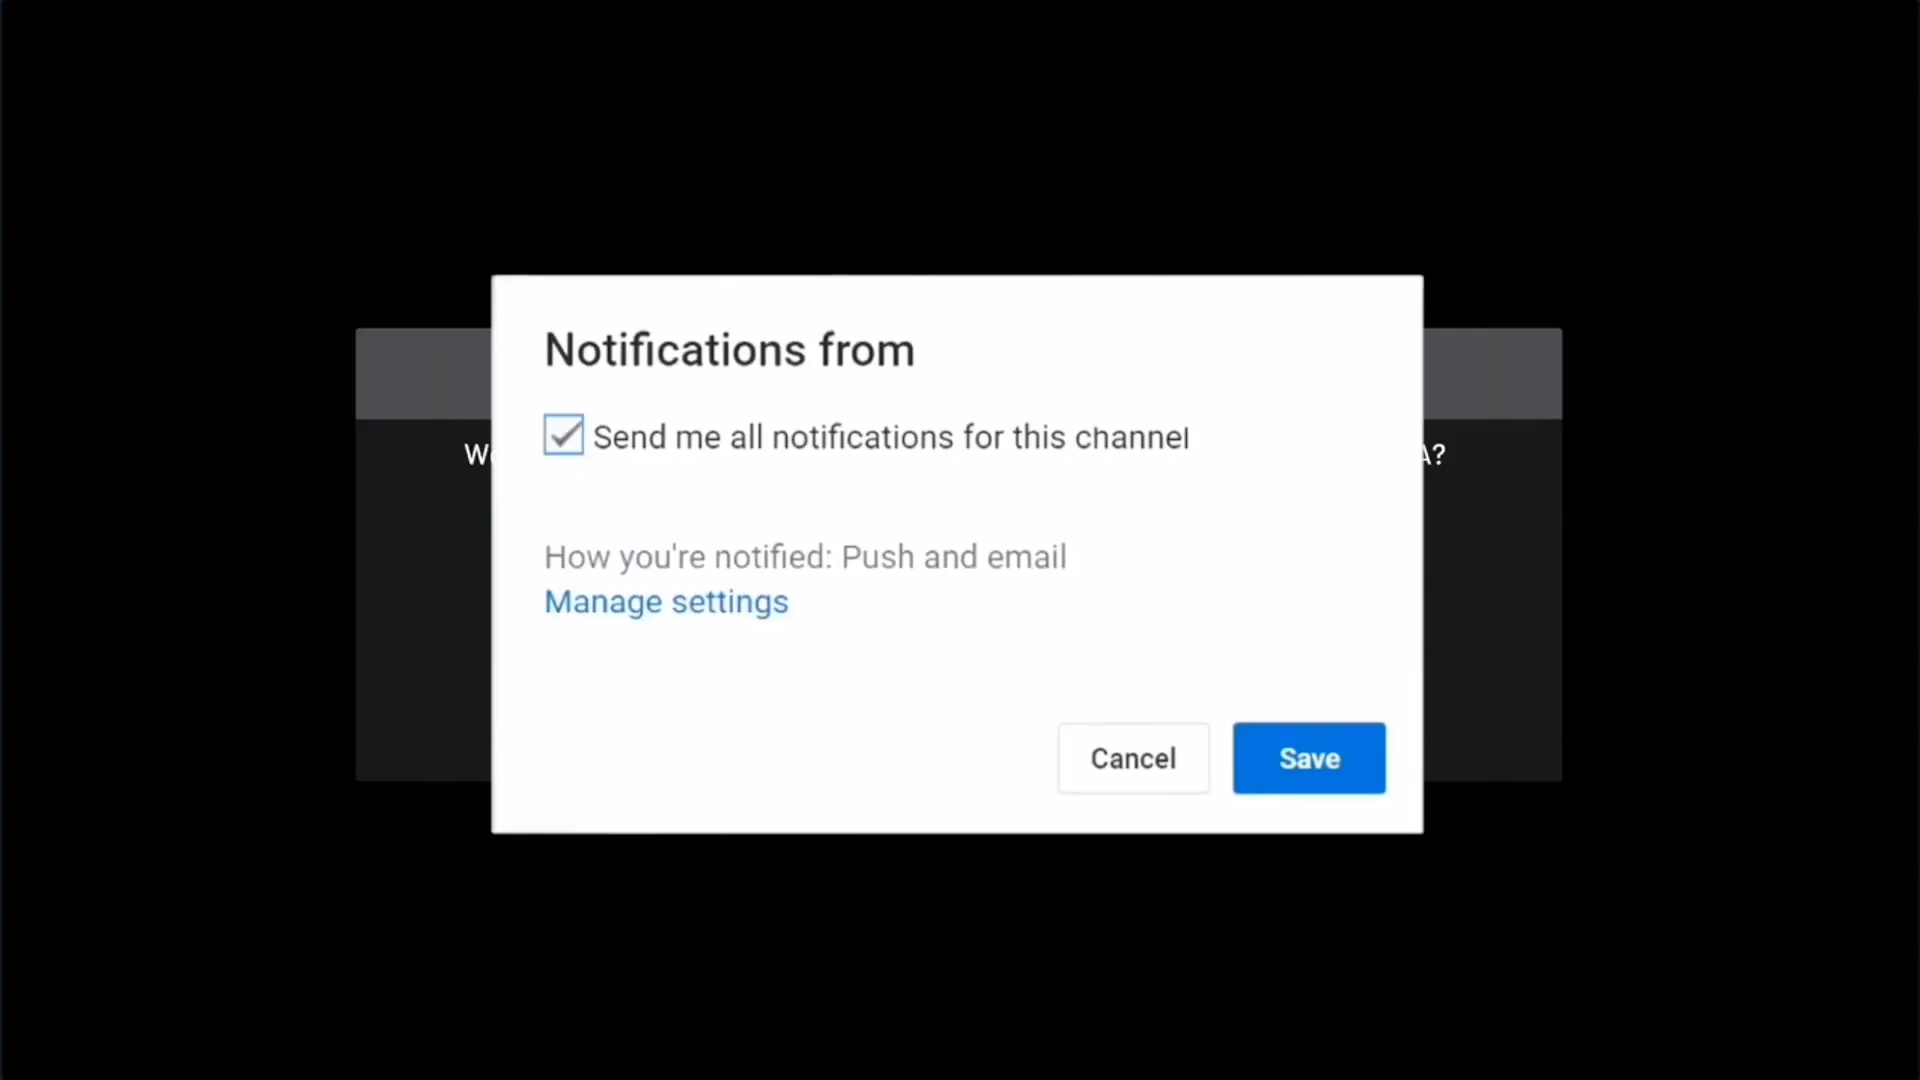 Notifications from
Send me all notifications for this channel
How you're notified: Push and email
Manage settings
Cancel
Save